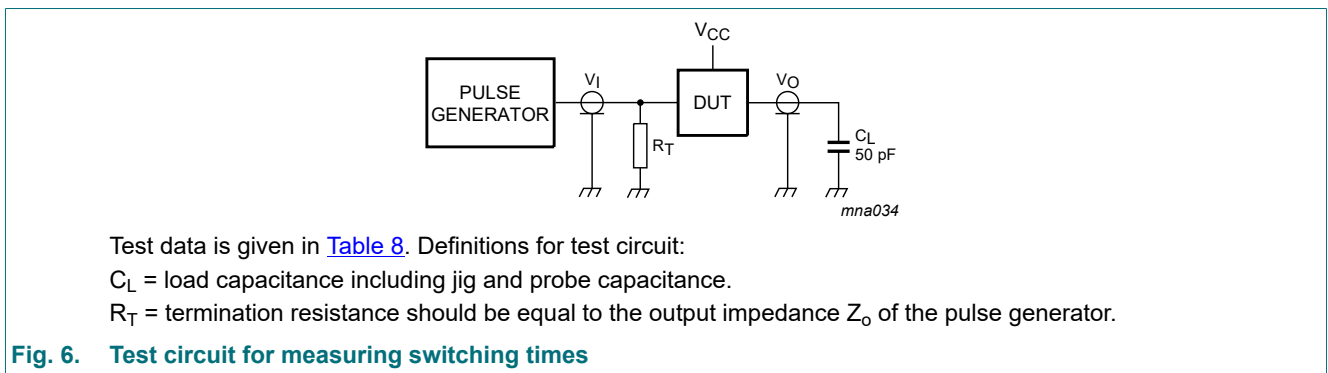 VCC
PULSE
GENERATOR
VI
DUT
VO
RT
CL
50 pF
mna034
Test data is given in Table 8. Definitions for test circuit:
CL = load capacitance including jig and probe capacitance.
RT = termination resistance should be equal to the output impedance Zo of the pulse generator.
Fig. 6. Test circuit for measuring switching times